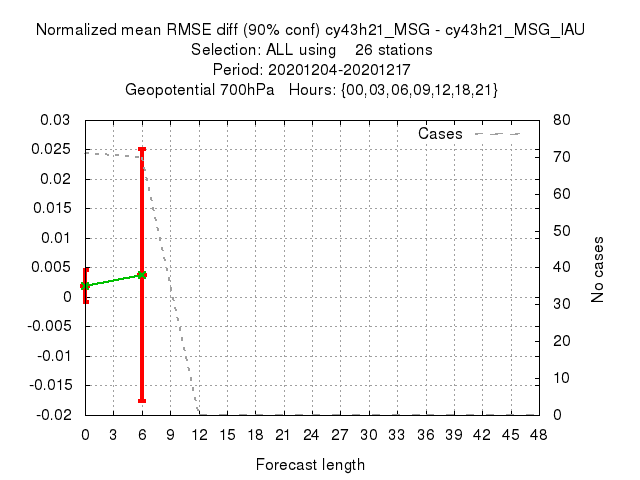 Normalized mean RMSE diff (90% conf) cy43h21_MSG - cy43h21_MSG_IAU
Selection: ALL using 26 stations
Period: 20201204-20201217
Geopotential 700hPa Hours: {00,03,06,09,12,18,21}
0.03
0.025
0.02
0.015
0.01
0.005
0
-0.005
-0.01
-0.015
-0.02
Cases
80
70
60
50
40
30
20
10
0
No cases
0 3 6 9 12 15 18 21 24 27 30 33 36 39 42 45 48
Forecast length